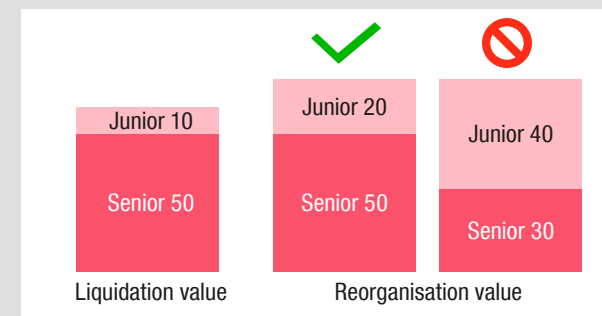 Junior 10
Senior 50
Liquidation value
Junior 20
Senior 50
Junior 40
Senior 30
Reorganisation value